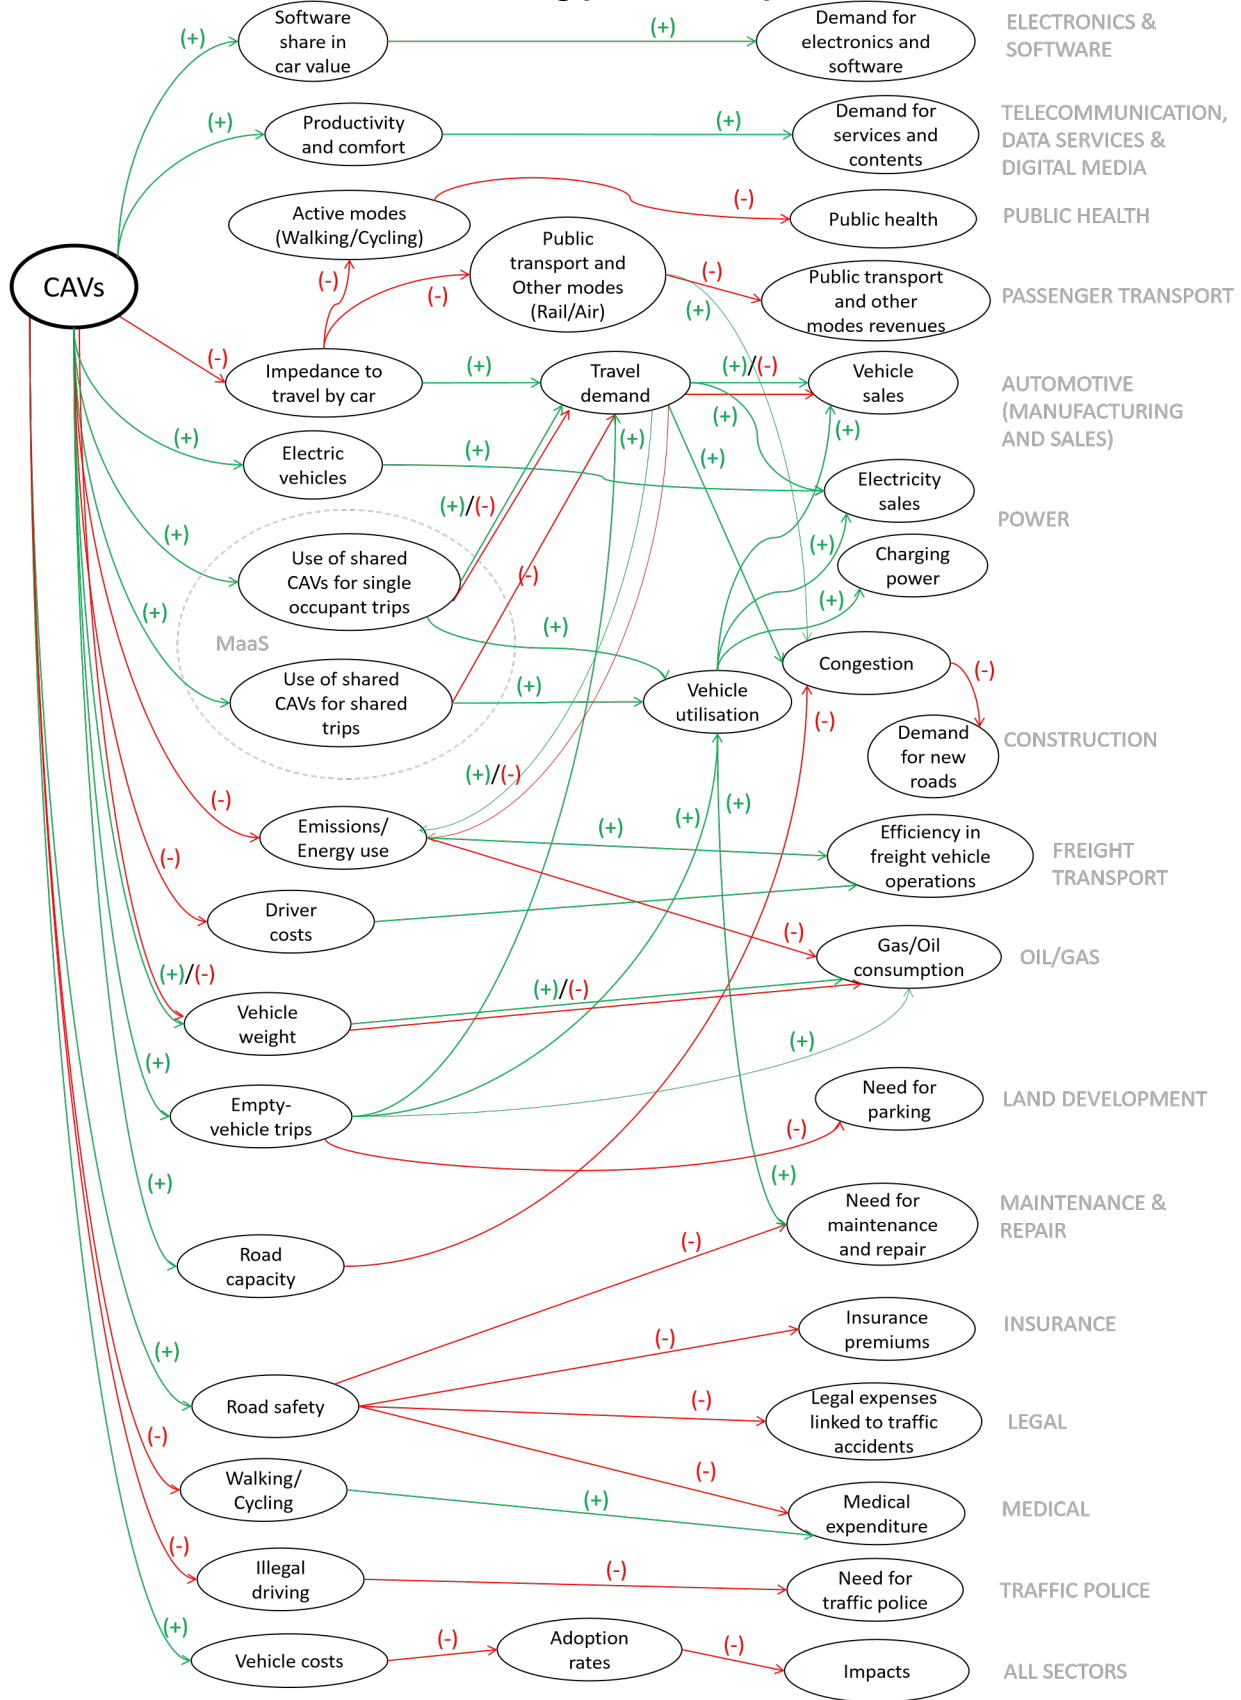 Software
share in
car value
(+)
(+)
Demand for
electronics and
software
ELECTRONICS &
SOFTWARE
(+)
Productivity
and comfort
(+)
Demand for
services and
contents
TELECOMMUNICATION,
DATA SERVICES &
DIGITAL MEDIA
Active modes
(Walking/Cycling)
(-)
Public health
PUBLIC HEALTH
CAVs
(-)
(-)
Public
transport and
Other modes
(Rail/Air)
(-)
(+)
Public transport
and other
modes revenues
PASSENGER TRANSPORT
(-)
Impedance to
travel by car
(+)
Travel
demand
(+)/(-)
(+)
(+)
(+)
(+)
Vehicle
sales
AUTOMOTIVE
(MANUFACTURING
AND SALES)
(+)
Electric
vehicles
(+)
Electricity
sales
POWER
(+)/(-)
(+)
Use of shared
CAVs for single
occupant trips
(-)
(+)
Charging
power
(+)
(+)
MaaS
(+)
Congestion
(-)
Use of shared
CAVs for shared
trips
(+)
Vehicle
utilisation
(-)
Demand
for new
roads
CONSTRUCTION
(+)/(-)
(-)
Emissions/
Energy use
(+)
(+)
(+)
Efficiency in
freight vehicle
operations
FREIGHT
TRANSPORT
(-)
Driver
costs
(-)
Gas/Oil
consumption
OIL/GAS
(+)/(-)
Vehicle
weight
(+)/(-)
(+)
(+)
Empty-
vehicle trips
(-)
Need for
parking
LAND DEVELOPMENT
(+)
Road
capacity
(+)
(-)
Need for
maintenance
and repair
MAINTENANCE &
REPAIR
(+)
Road safety
(-)
Insurance
premiums
INSURANCE
(-)
Legal expenses
linked to traffic
accidents
LEGAL
(-)
Walking/
Cycling
(-)
(+)
Medical
expenditure
MEDICAL
(-)
Illegal
driving
(-)
Need for
traffic police
TRAFFIC POLICE
(+)
Vehicle costs
(-)
Adoption
rates
(-)
Impacts
ALL SECTORS